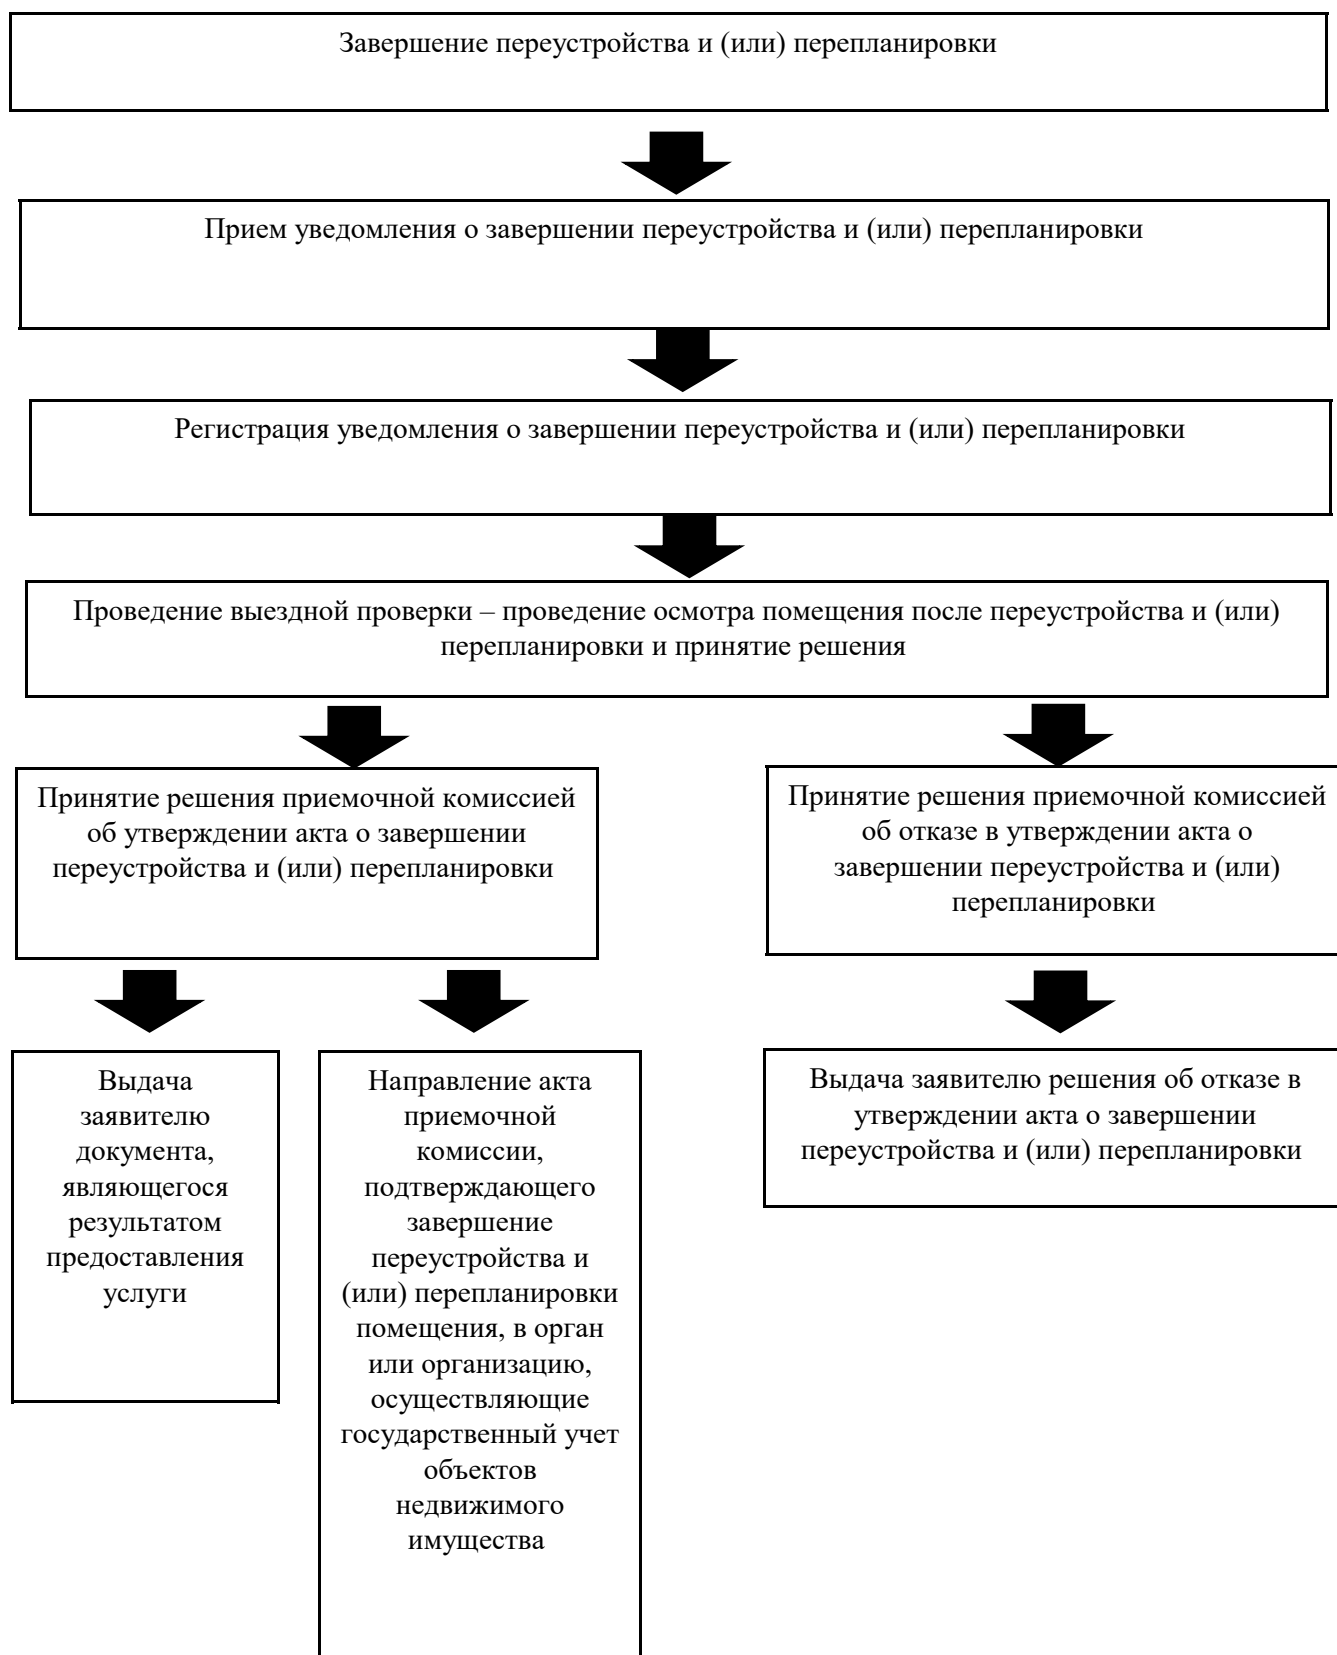 Завершение переустройства и (или) перепланировки
Прием уведомления о завершении переустройства и (или) перепланировки
Регистрация уведомления о завершении переустройства и (или) перепланировки
Проведение выездной проверки – проведение осмотра помещения после переустройства и (или)
перепланировки и принятие решения
Принятие решения приемочной комиссией
об утверждении акта о завершении
переустройства и (или) перепланировки
Принятие решения приемочной комиссией
об отказе в утверждении акта о
завершении переустройства и (или)
перепланировки
Выдача
заявителю
документа,
являющегося
результатом
предоставления
услуги
Направление акта
приемочной
комиссии,
подтверждающего
завершение
переустройства и
(или) перепланировки
помещения, в орган
или организацию,
осуществляющие
государственный учет
объектов
недвижимого
имущества
Выдача заявителю решения об отказе в
утверждении акта о завершении
переустройства и (или) перепланировки